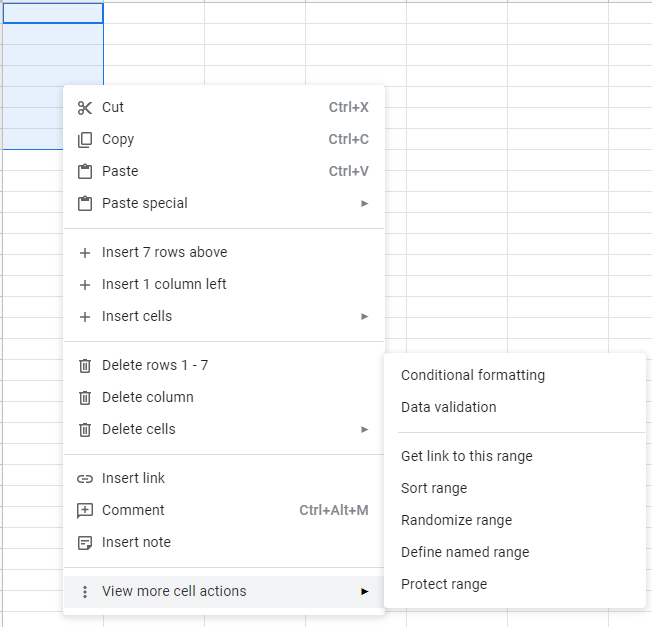 Cut Ctrl+X
Copy Ctrl+C
Paste Ctrl+V
Paste special
Insert 7 rows above
Insert 1 column left
Insert cells
Delete rows 1 - 7
Delete column
Delete cells
Insert link
Comment Ctrl+Alt+M
Insert note
View more cell actions
Conditional formatting
Data validation
Get link to this range
Sort range
Randomize range
Define named range
Protect range